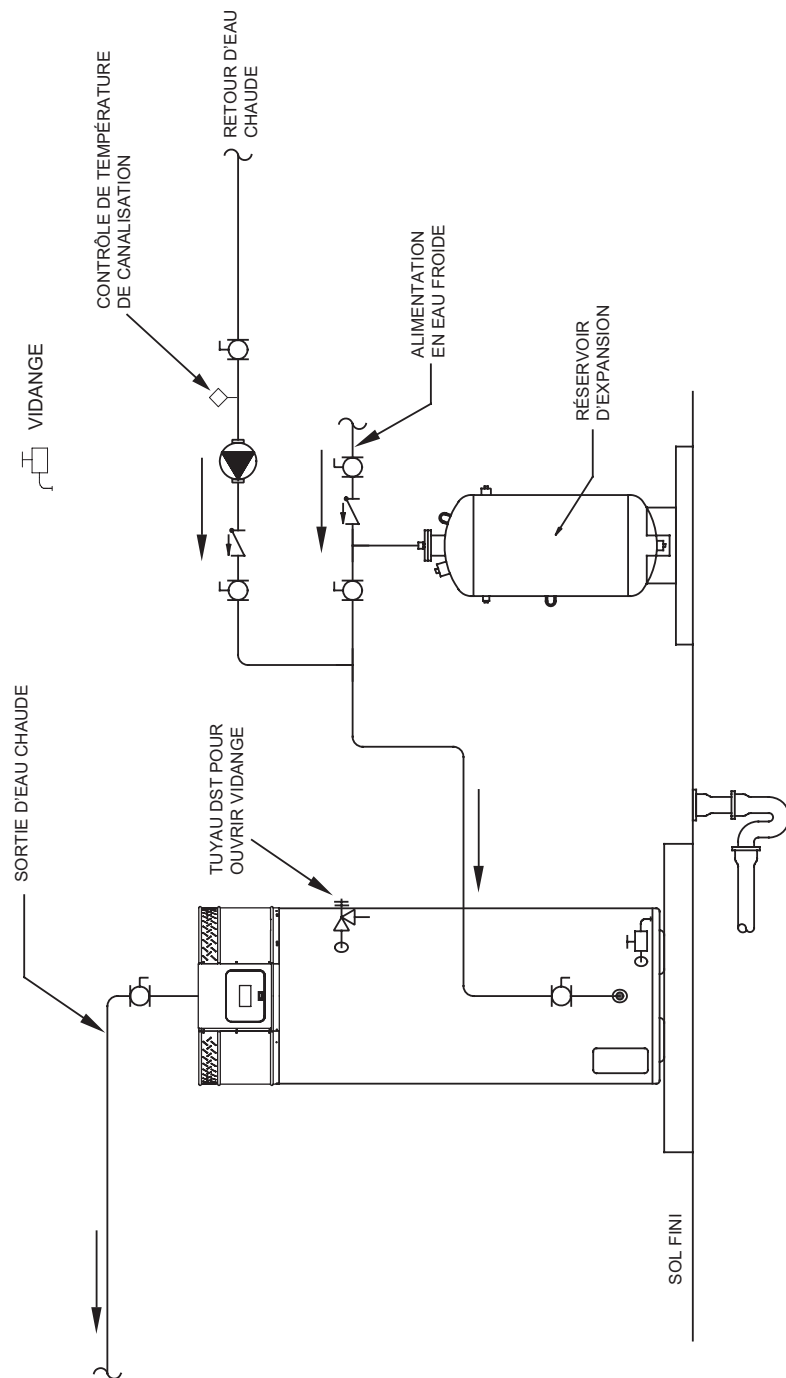 SORTIE D'EAU CHAUDE
TUYAU DST POUR
OUVRIR VIDANGE
VIDANGE
CONTRÔLE DE TEMPÉRATURE
DE CANALISATION
RETOUR D'EAU
CHAUDE
ALIMENTATION
EN EAU FROIDE
RÉSERVOIR
D'EXPANSION
SOL FINI